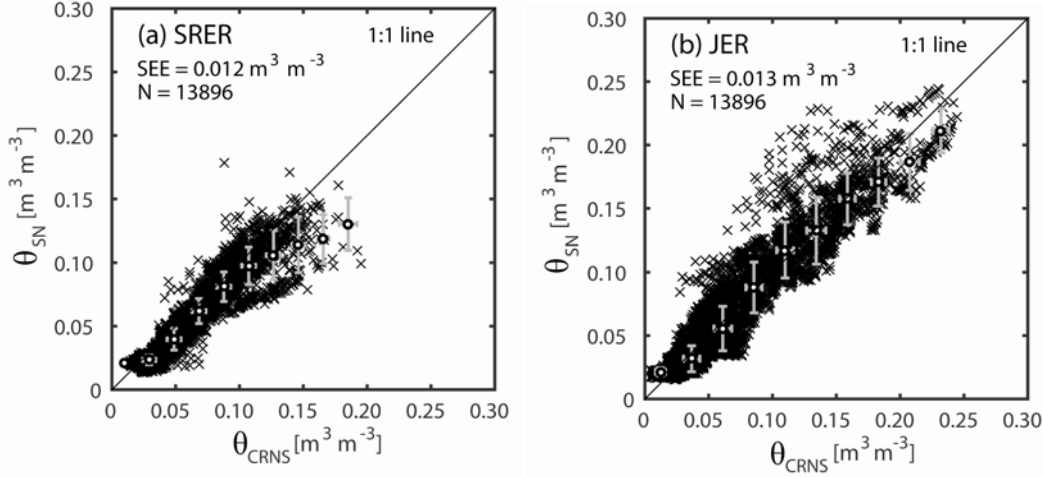 (a) SRER
1:1 line
SEE = 0.012 m³ m⁻³
N = 13896
0.30
0.25
0.20
0.15
0.10
0.05
0
θSN [m³ m⁻³]
0 0.05 0.10 0.15 0.20 0.25 0.30
θCRNS [m³ m⁻³]
(b) JER
1:1 line
SEE = 0.013 m³ m⁻³
N = 13896
0.30
0.25
0.20
0.15
0.10
0.05
0
θSN [m³ m⁻³]
0 0.05 0.10 0.15 0.20 0.25 0.30
θCRNS [m³ m⁻³]